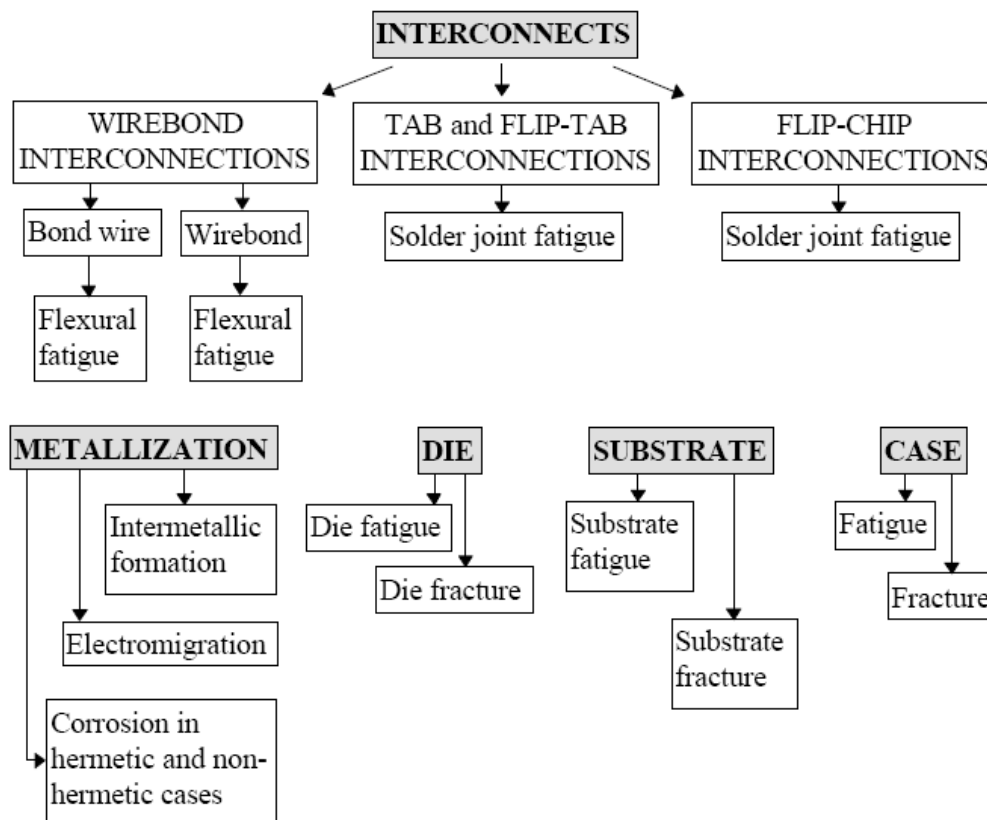 INTERCONNECTS
WIREBOND
INTERCONNECTIONS
TAB and FLIP-TAB
INTERCONNECTIONS
FLIP-CHIP
INTERCONNECTIONS
Bond wire
Wirebond
Solder joint fatigue
Solder joint fatigue
Flexural
fatigue
Flexural
fatigue
METALLIZATION
DIE
SUBSTRATE
CASE
Intermetallic
formation
Electromigration
Corrosion in
hermetic and non-
hermetic cases
Die fatigue
Die fracture
Substrate
fatigue
Substrate
fracture
Fatigue
Fracture